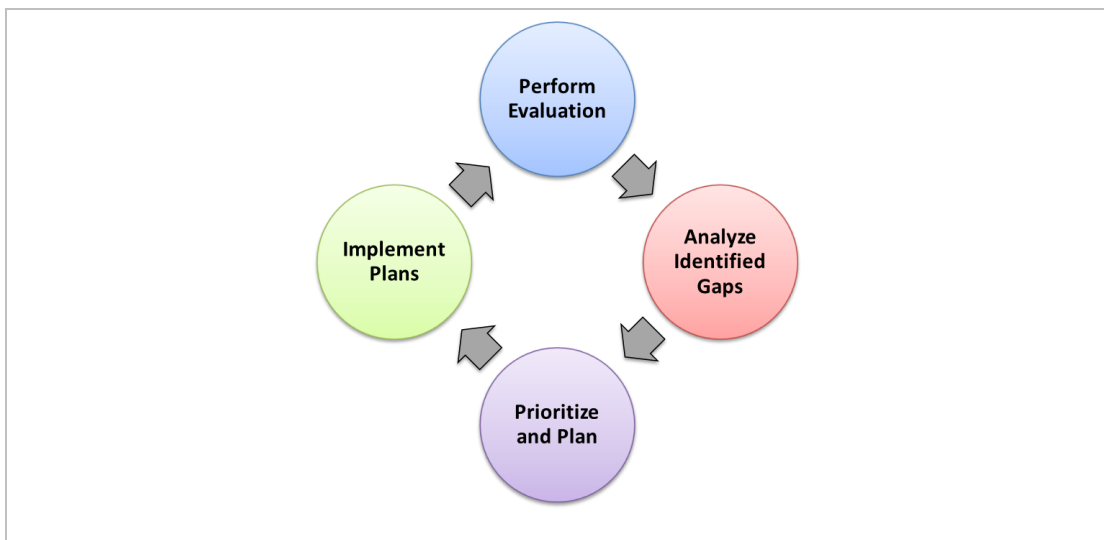 Perform
Evaluation
Analyze
Identified
Gaps
Prioritize
and Plan
Implement
Plans